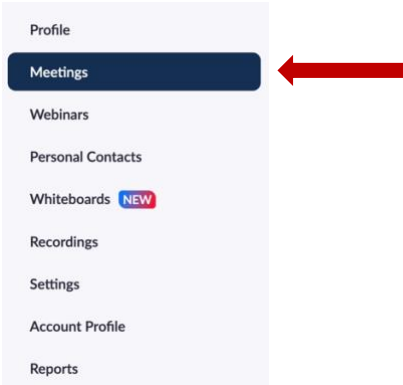 Profile
Meetings
Webinars
Personal Contacts
Whiteboards NEW
Recordings
Settings
Account Profile
Reports